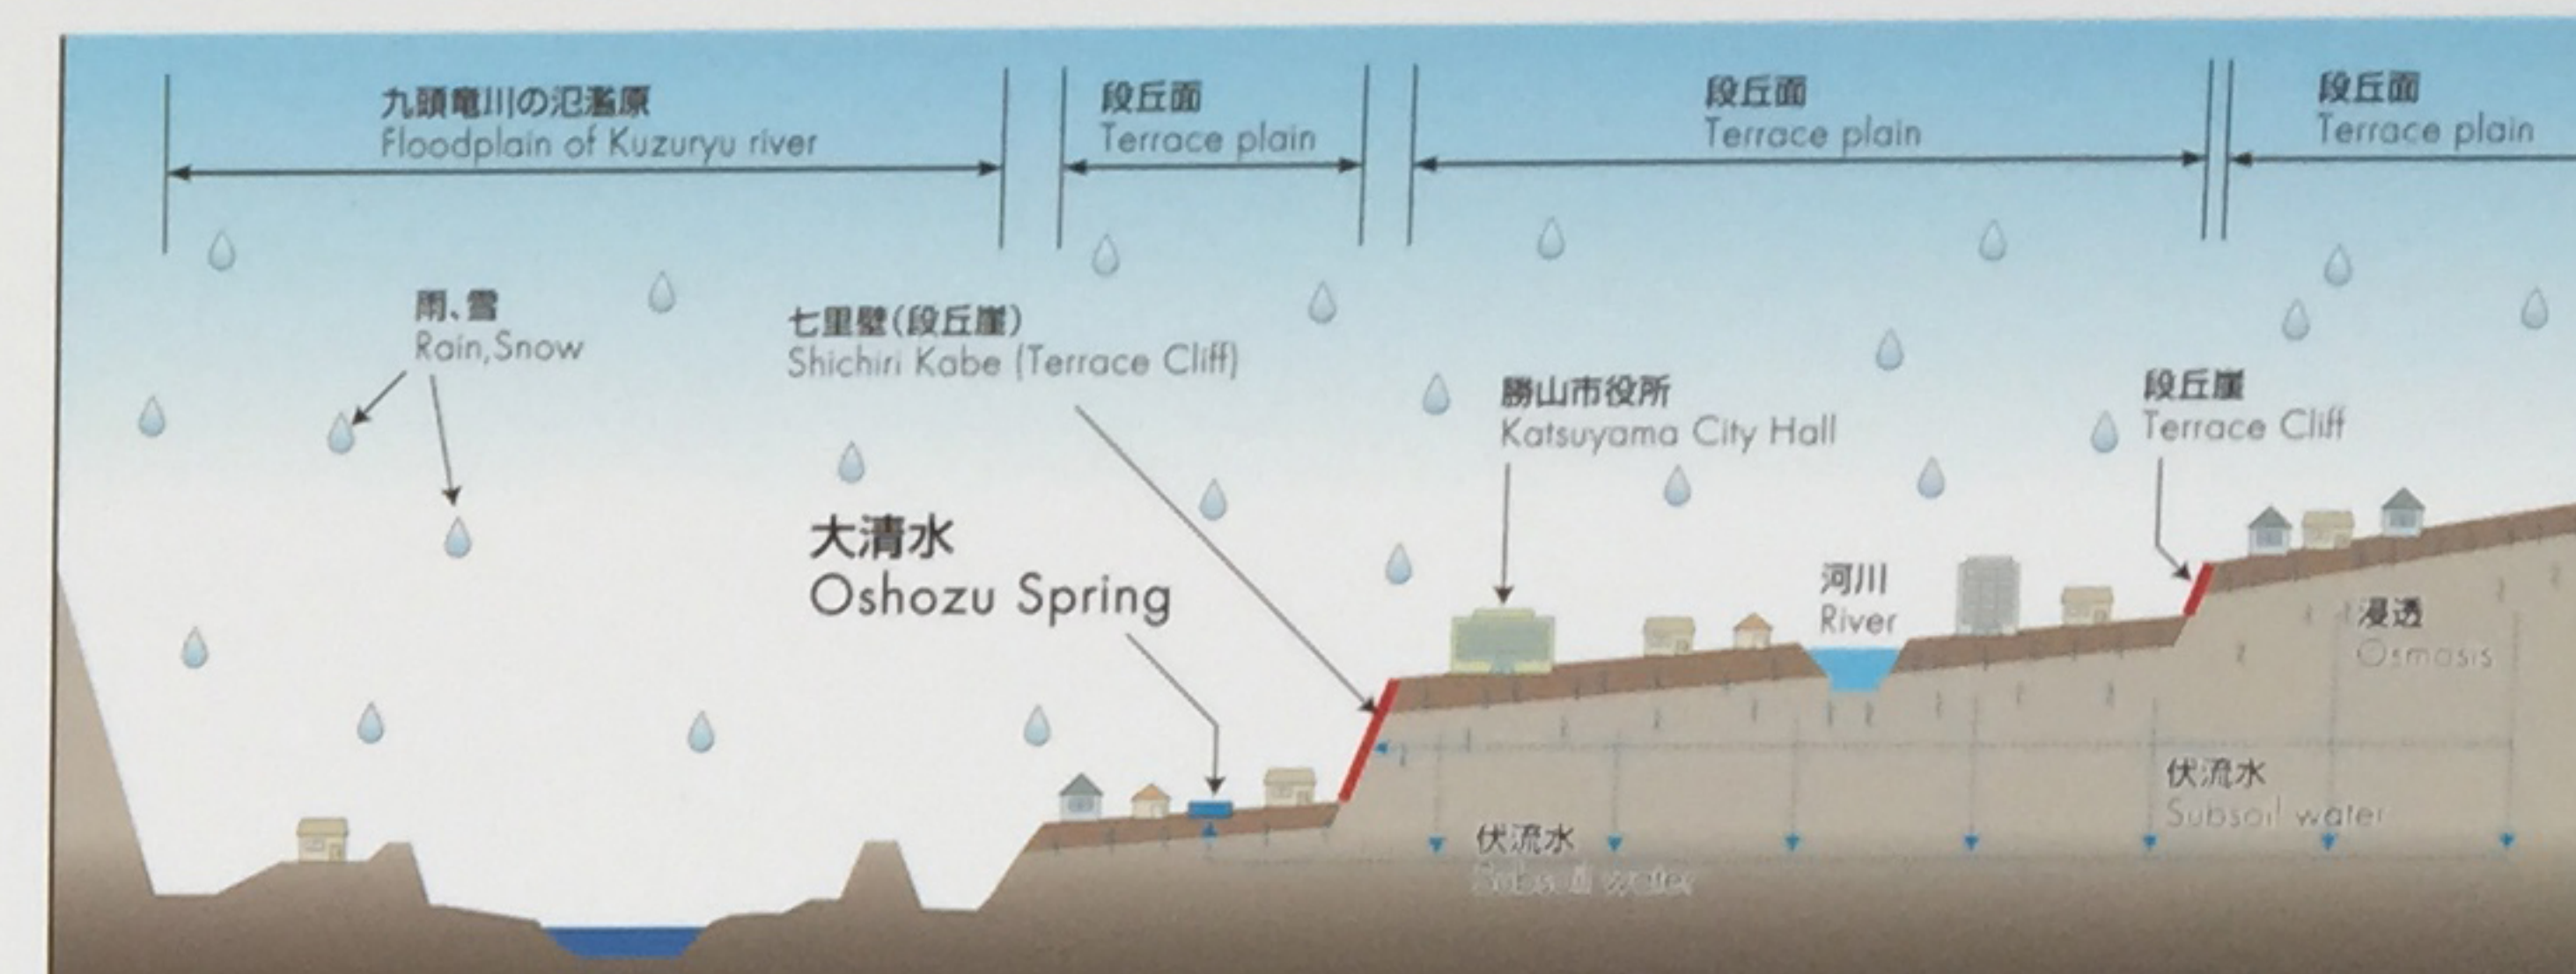 九頭竜川の氾濫原
Floodplain of Kuzuryu river
段丘面
Terrace plain
段丘面
Terrace plain
段丘面
Terrace plain
雨、雪
Rain,Snow
七里壁(段丘崖)
Shichiri Kabe (Terrace Cliff)
勝山市役所
Katsuyama City Hall
段丘崖
Terrace Cliff
大清水
Oshozu Spring
河川
River
浸透
Osmosis
伏流水
Subsoil water
伏流水
Subsoil water